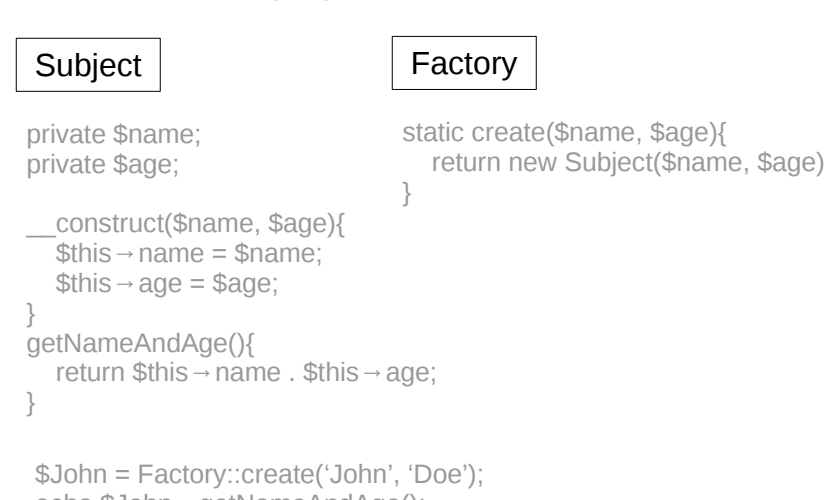 Subject
private $name;
private $age;
__construct($name, $age){
$this→name = $name;
$this→age = $age;
}
getNameAndAge(){
return $this→name . $this→age;
}
Factory
static create($name, $age){
return new Subject($name, $age)
}
$John = Factory::create(‘John’, ‘Doe’);